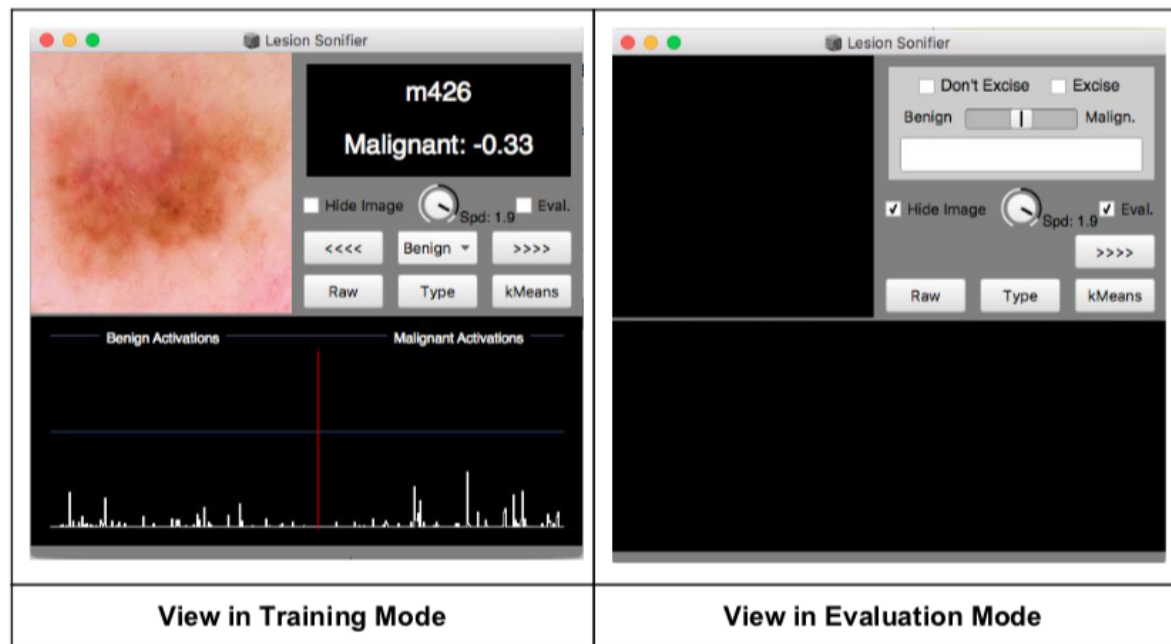 Lesion Sonifier
m426
Malignant: -0.33
Hide Image
Spd: 1.9
Eval.
<<<<
Benign
>>>>
Raw
Type
kMeans
Benign Activations
Malignant Activations
View in Training Mode
Lesion Sonifier
Don't Excise
Excise
Benign
Malign.
Hide Image
Spd: 1.9
Eval.
>>>>
Raw
Type
kMeans
View in Evaluation Mode